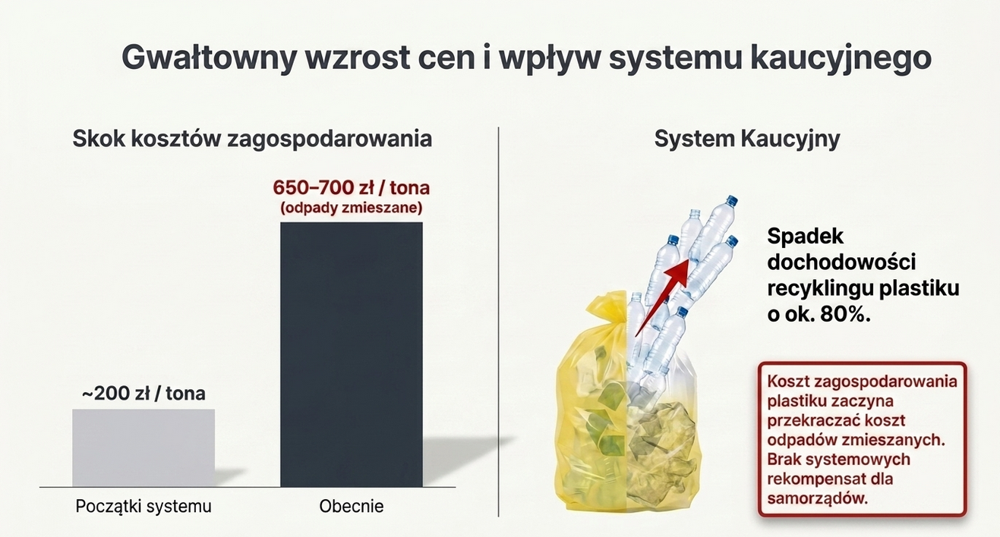 Gwałtowny wzrost cen i wpływ systemu kaucyjnego
Skok kosztów zagospodarowania
650–700 zł / tona
(odpady zmieszane)
~200 zł / tona
Początki systemu
Obecnie
System Kaucyjny
Spadek
dochodowości
recyklingu plastiku
o ok. 80%.
Koszt zagospodarowania
plastiku zaczyna
przekraczać koszt
odpadów zmieszanych.
Brak systemowych
rekompensat dla
samorządów.